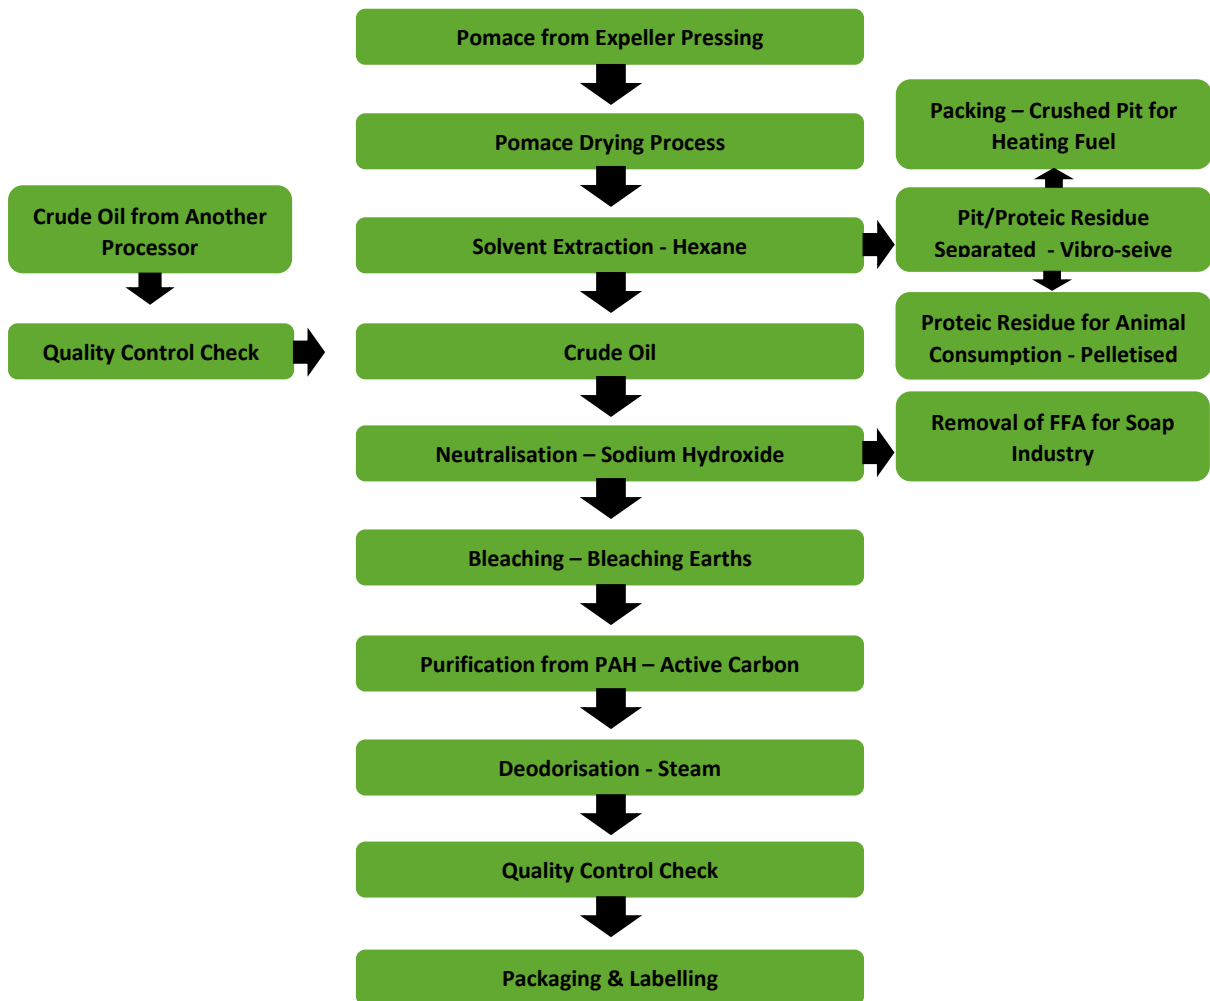 Pomace from Expeller Pressing
Pomace Drying Process
Packing – Crushed Pit for
Heating Fuel
Crude Oil from Another
Processor
Solvent Extraction - Hexane
Pit/Proteic Residue
Separated - Vibro-seive
Quality Control Check
Crude Oil
Proteic Residue for Animal
Consumption - Pelletised
Neutralisation – Sodium Hydroxide
Removal of FFA for Soap
Industry
Bleaching – Bleaching Earths
Purification from PAH – Active Carbon
Deodorisation - Steam
Quality Control Check
Packaging & Labelling